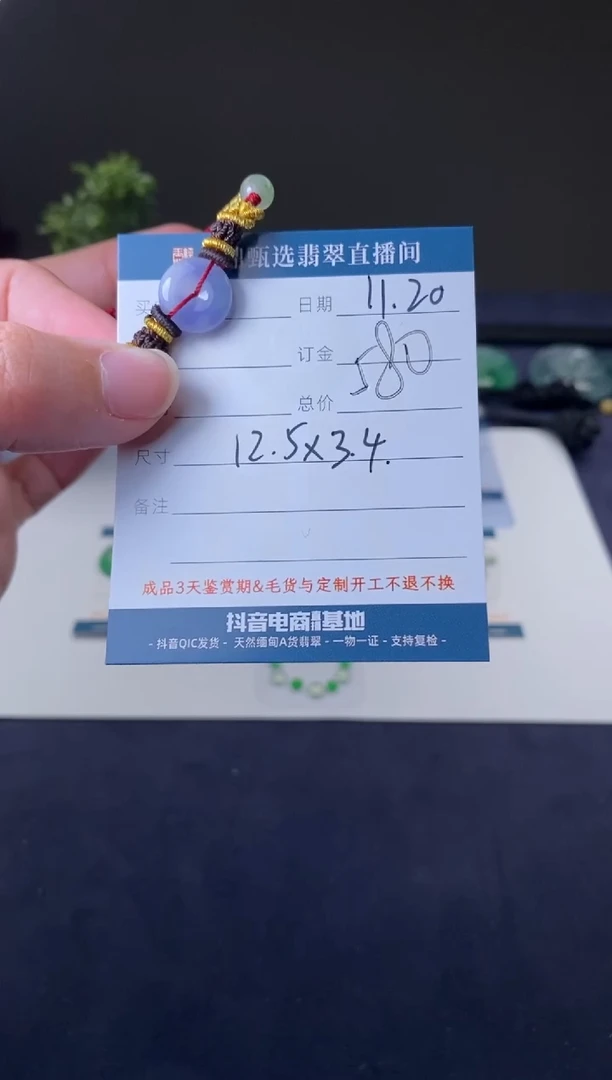 甄选翡翠直播间
买
日期 11.20
订金 580
总价
尺寸 12.5x3.4.
备注
成品3天鉴赏期&毛货与定制开工不退不换
抖音电商基地
- 抖音QIC发货 - 天然缅甸A货翡翠 - 一物一证 - 支持复检 -